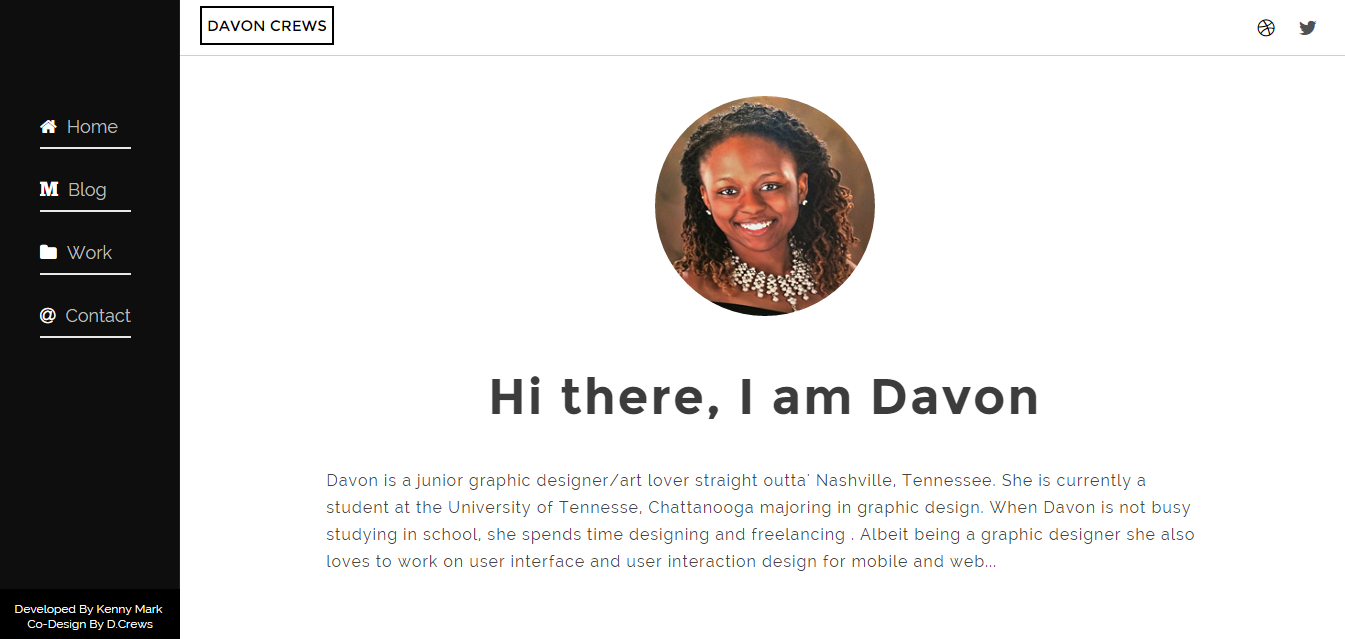 DAVON CREWS
Home
Blog
Work
Contact
Hi there, I am Davon
Davon is a junior graphic designer/art lover straight outta' Nashville, Tennessee. She is currently a
student at the University of Tennesse, Chattanooga majoring in graphic design. When Davon is not busy
studying in school, she spends time designing and freelancing . Albeit being a graphic designer she also
loves to work on user interface and user interaction design for mobile and web...
Developed By Kenny Mark
Co-Design By D.Crews